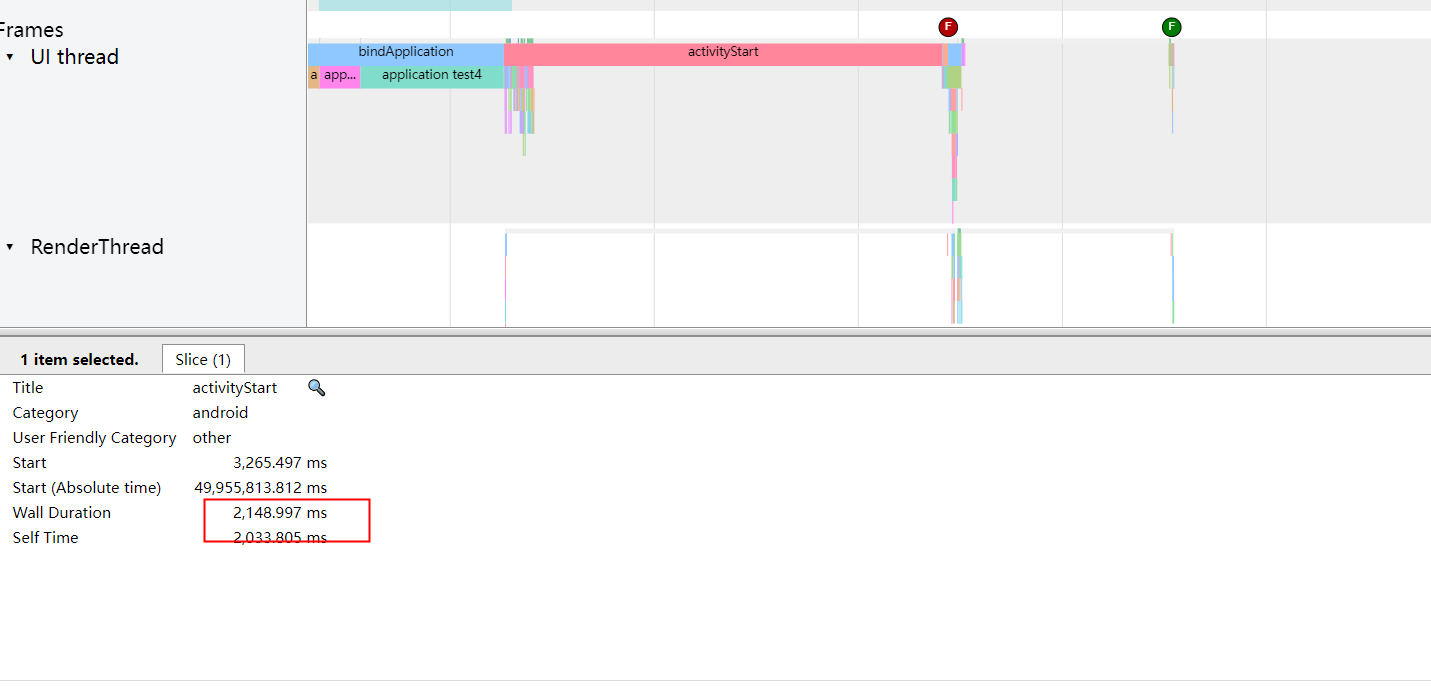 Frames
F
F
UI thread
bindApplication
activityStart
a
app...
application test4
RenderThread
1 item selected.
Slice (1)
Title activityStart
Category android
User Friendly Category other
Start 3,265.497 ms
Start (Absolute time) 49,955,813.812 ms
Wall Duration 2,148.997 ms
Self Time 2,033.805 ms